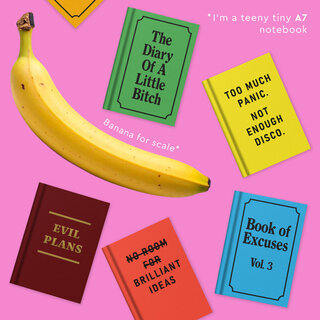 *I'm a teeny tiny A7
notebook
The
Diary
Of A
Little
Bitch
TOO MUCH
PANIC.
NOT
ENOUGH
DISCO.
Banana for scale*
EVIL
PLANS
NO ROOM
FOR
BRILLIANT
IDEAS
Book of
Excuses
Vol. 3